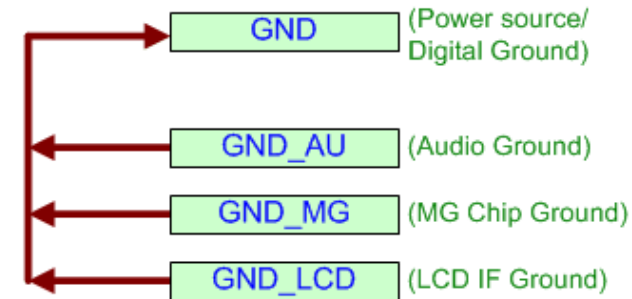 GND
(Power source/
Digital Ground)
GND_AU
(Audio Ground)
GND_MG
(MG Chip Ground)
GND_LCD
(LCD IF Ground)